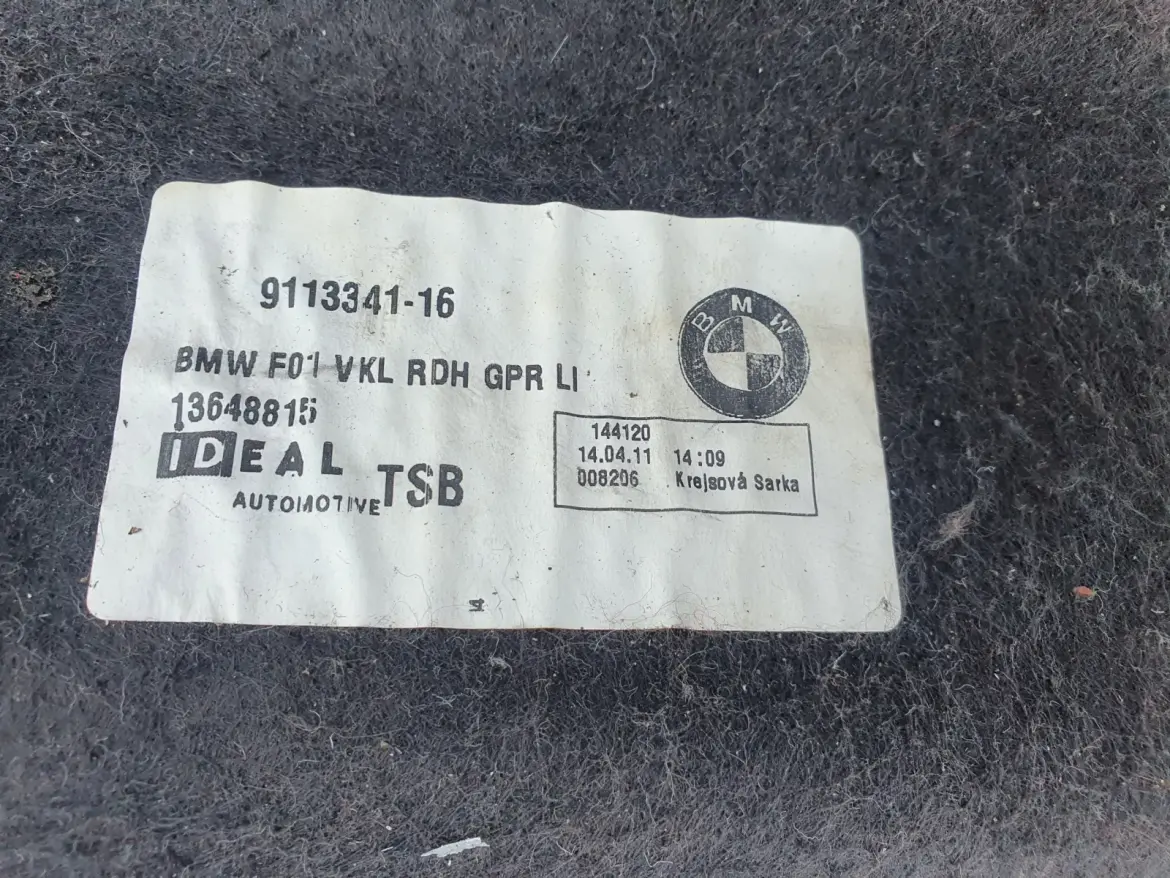 9113341-16
BMW
BMW F01 VKL RDH GPR LI
13648815
IDEAL
AUTOMOTIVE TSB
144120
14.04.11 14:09
008206 Krejsová Sarka